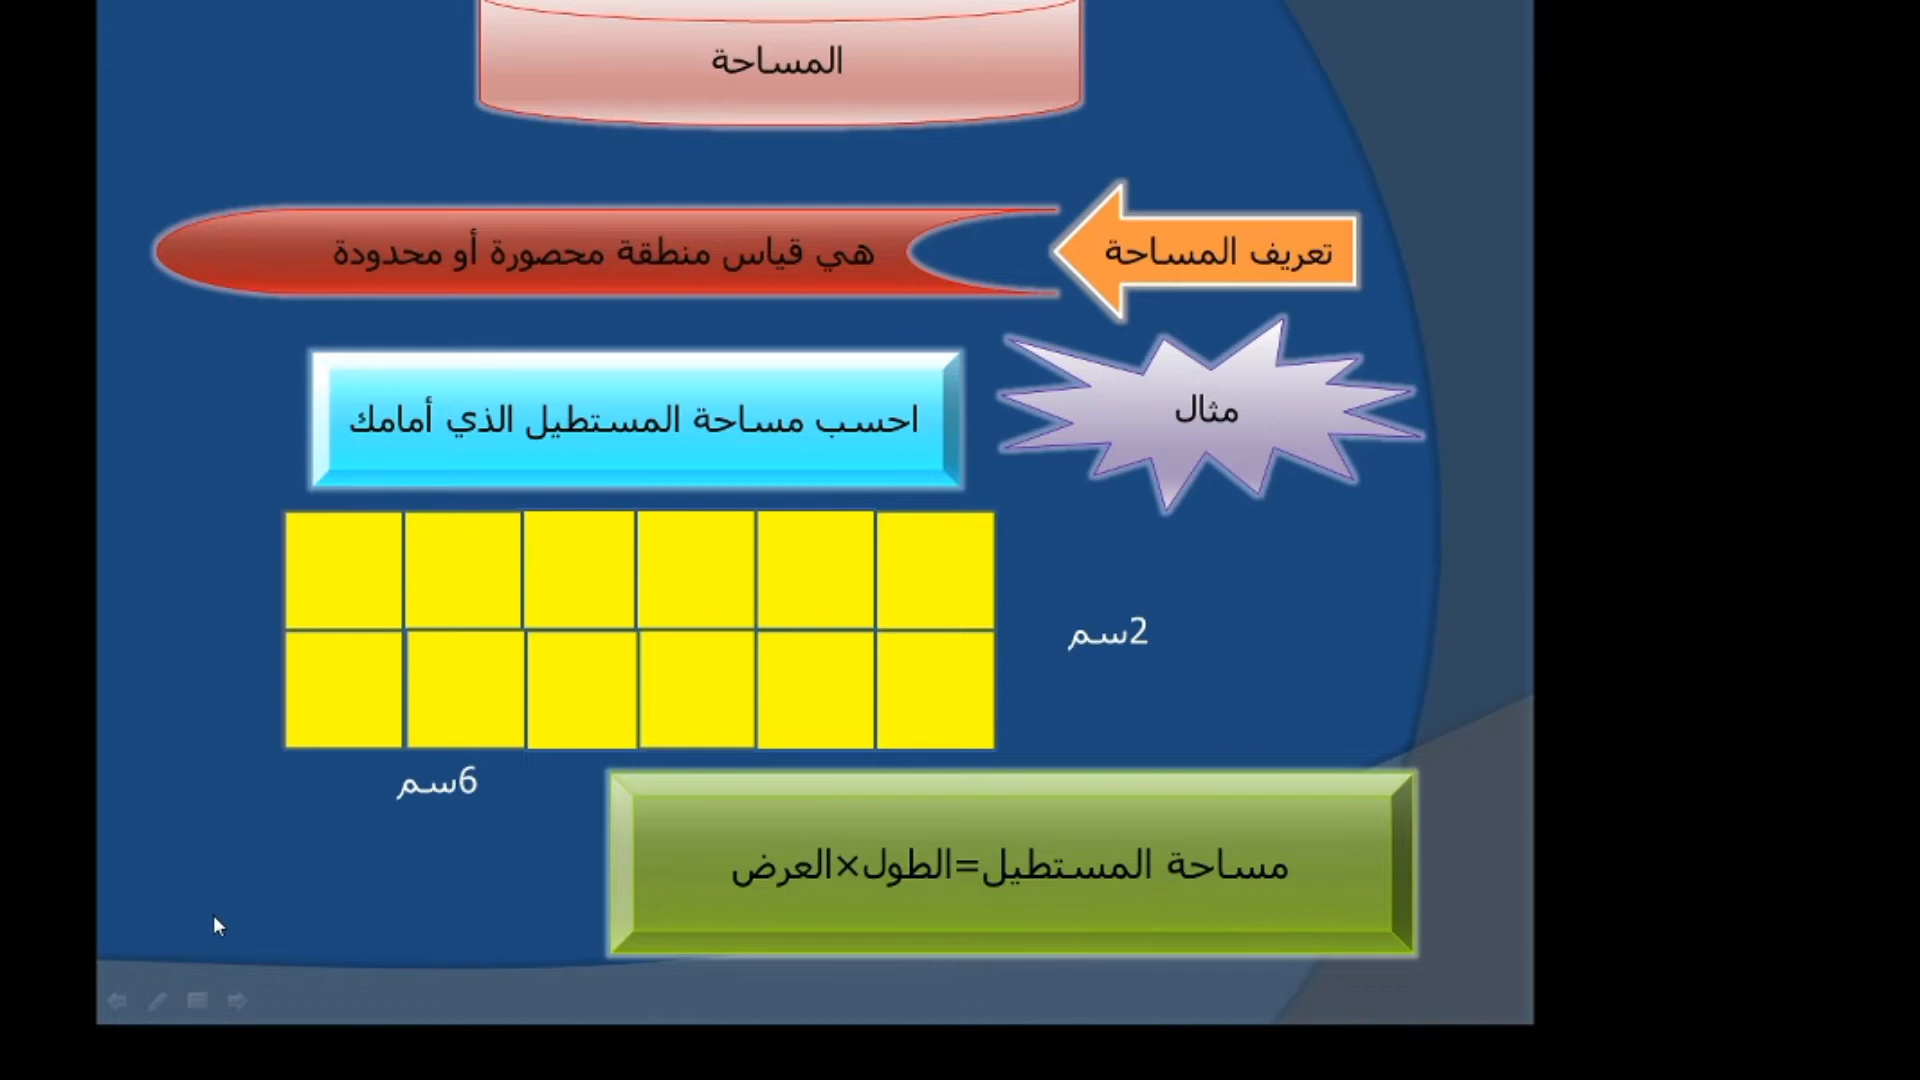 المساحة
تعريف المساحة
هي قياس منطقة محصورة أو محدودة
مثال
احسب مساحة المستطيل الذي أمامك
2سم
6سم
مساحة المستطيل=الطول×العرض